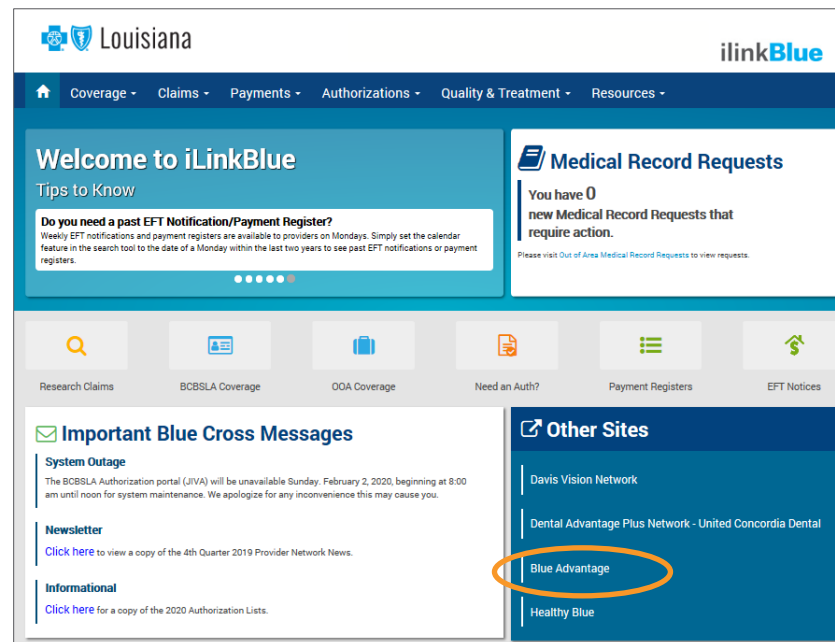 Louisiana
ilinkBlue
Coverage
Claims
Payments
Authorizations
Quality & Treatment
Resources
Welcome to iLinkBlue
Tips to Know
Do you need a past EFT Notification/Payment Register?
Weekly EFT notifications and payment registers are available to providers on Mondays. Simply set the calendar
feature in the search tool to the date of a Monday within the last two years to see past EFT notifications or payment
registers.
Medical Record Requests
You have 0
new Medical Record Requests that
require action.
Please visit Out of Area Medical Record Requests to view requests.
Research Claims
BCBSLA Coverage
OOA Coverage
Need an Auth?
Payment Registers
EFT Notices
Important Blue Cross Messages
System Outage
The BCBSLA Authorization portal (JIVA) will be unavailable Sunday. February 2, 2020, beginning at 8:00
am until noon for system maintenance. We apologize for any inconvenience this may cause you.
Newsletter
Click here to view a copy of the 4th Quarter 2019 Provider Network News.
Informational
Click here for a copy of the 2020 Authorization Lists.
Other Sites
Davis Vision Network
Dental Advantage Plus Network - United Concordia Dental
Blue Advantage
Healthy Blue